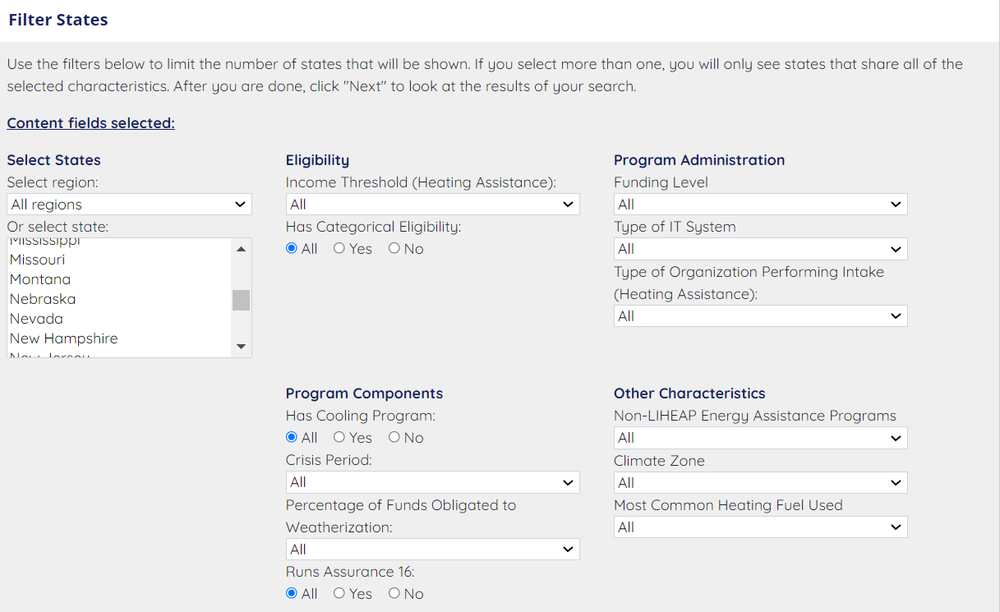 Filter States
Use the filters below to limit the number of states that will be shown. If you select more than one, you will only see states that share all of the
selected characteristics. After you are done, click "Next" to look at the results of your search.
Content fields selected:
Select States
Select region:
All regions
Or select state:
Mississippi
Missouri
Montana
Nebraska
Nevada
New Hampshire
New Jersey
Eligibility
Income Threshold (Heating Assistance):
All
Has Categorical Eligibility:
All Yes No
Program Administration
Funding Level
All
Type of IT System
All
Type of Organization Performing Intake
(Heating Assistance):
All
Program Components
Has Cooling Program:
All Yes No
Crisis Period:
All
Percentage of Funds Obligated to
Weatherization:
All
Runs Assurance 16:
All Yes No
Other Characteristics
Non-LIHEAP Energy Assistance Programs
All
Climate Zone
All
Most Common Heating Fuel Used
All